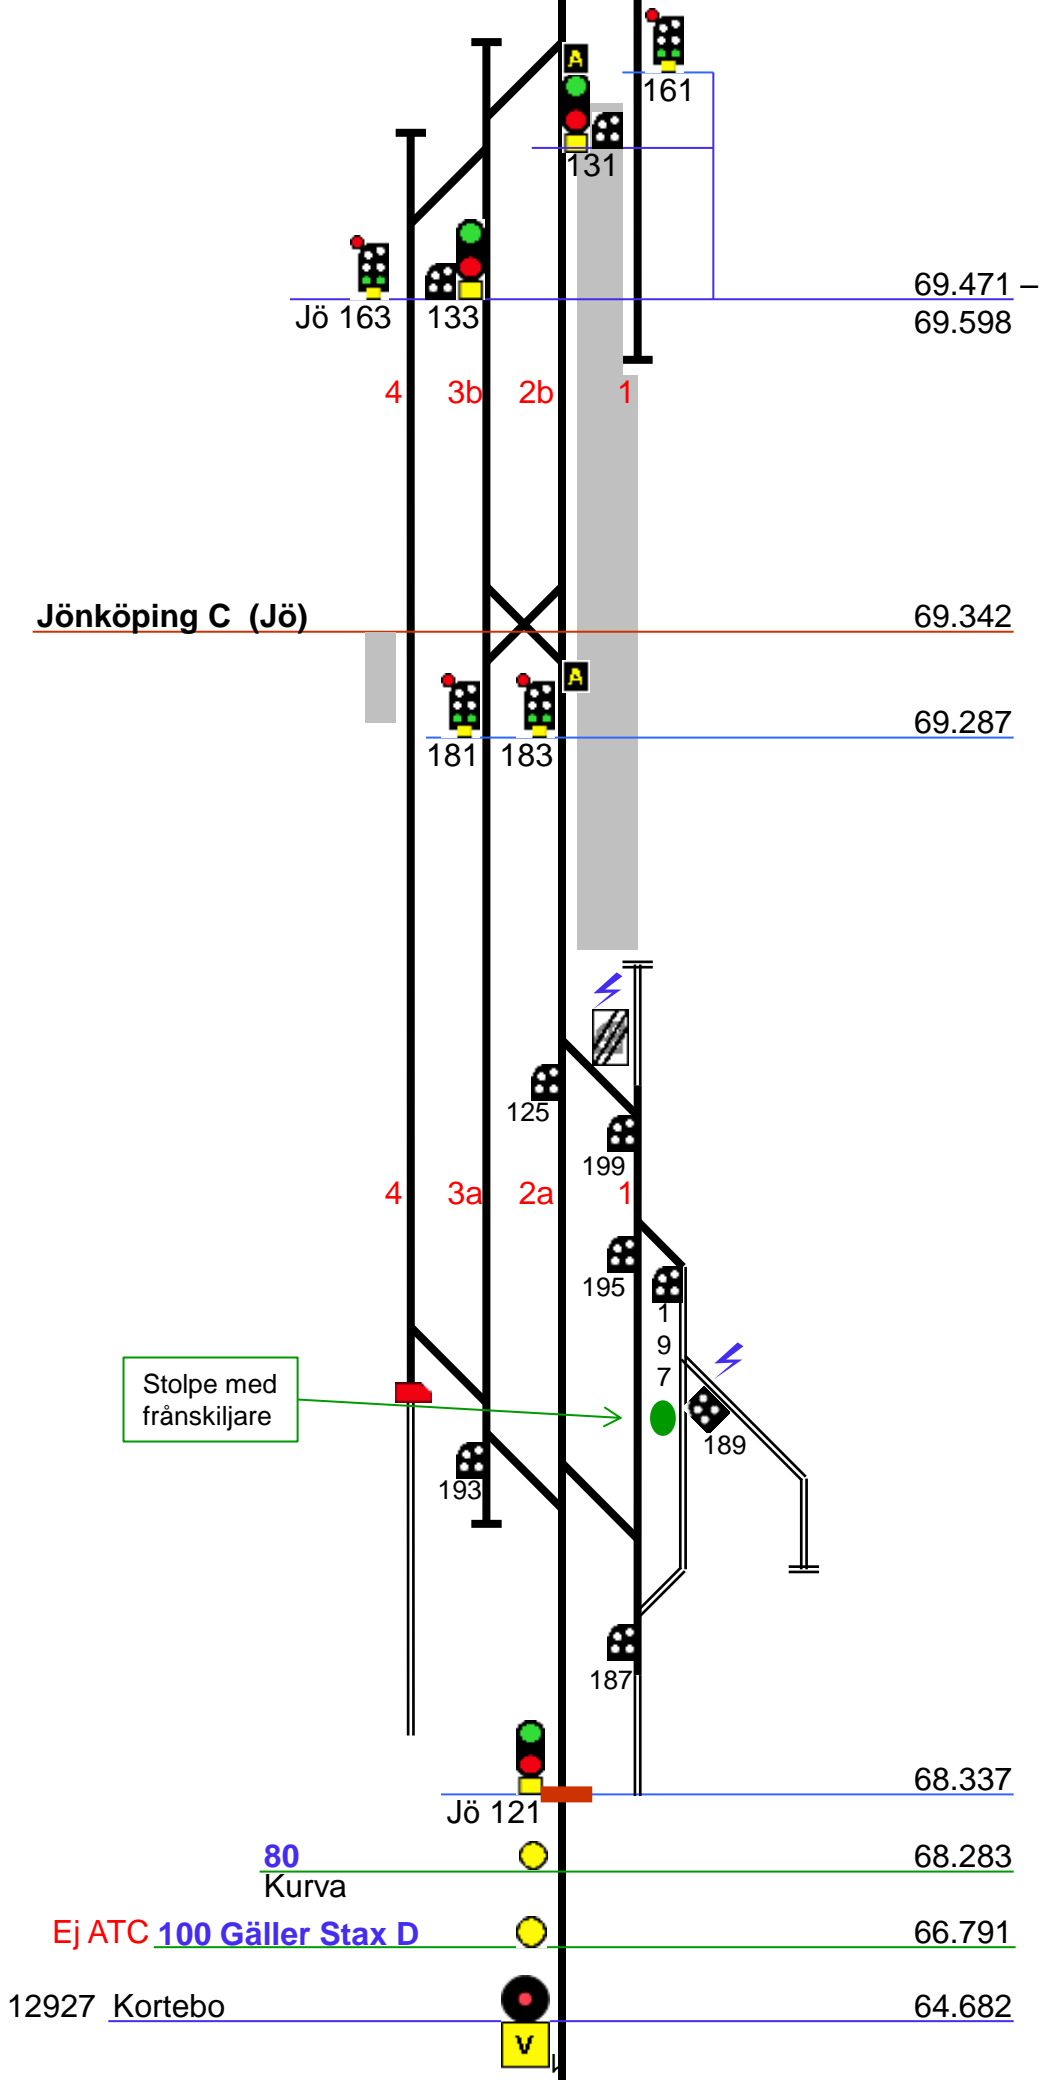 A
161
131
69.471 –
Jö 163 133
69.598
4 3b 2b 1
Jönköping C (Jö) 69.342
A
69.287
181 183
125
199
4 3a 2a 1
195
1
9
7
Stolpe med
frånskiljare
189
193
187
68.337
Jö 121
80 68.283
Kurva
Ej ATC 100 Gäller Stax D 66.791
12927 Kortebo 64.682
V